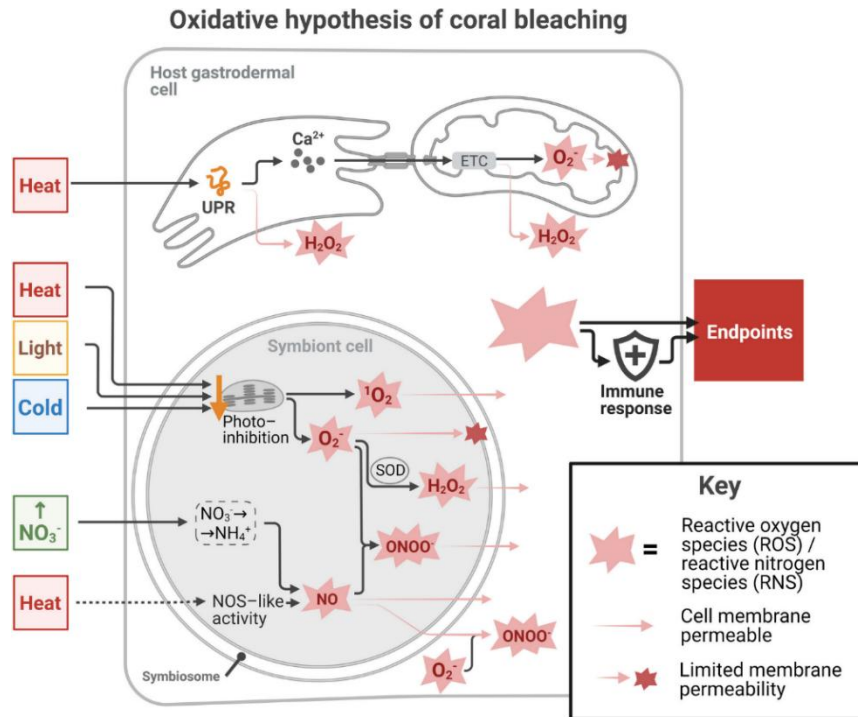 Oxidative hypothesis of coral bleaching
Host gastrodermal
cell
Heat
UPR
Ca²⁺
ETC
O₂⁻
H₂O₂
H₂O₂
Heat
Light
Cold
Symbiont cell
Photo–
inhibition
¹O₂
O₂⁻
SOD
H₂O₂
ONOO⁻
↑
NO₃⁻
NO₃⁻→
→NH₄⁺
Heat
NOS–like
activity
NO
ONOO⁻
O₂⁻
Symbiosome
Immune
response
Endpoints
Key
=
Reactive oxygen
species (ROS) /
reactive nitrogen
species (RNS)
Cell membrane
permeable
Limited membrane
permeability